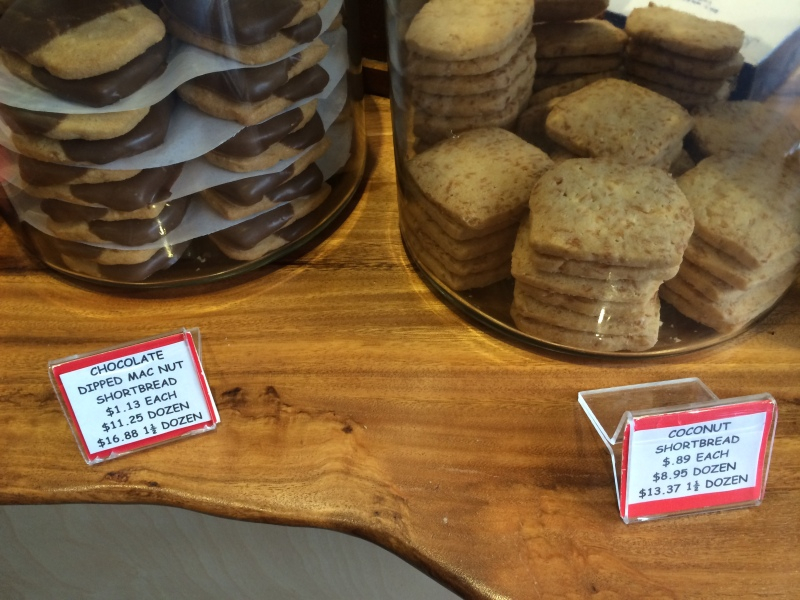 CHOCOLATE
DIPPED MAC NUT
SHORTBREAD
$1.13 EACH
$11.25 DOZEN
$16.88 1½ DOZEN
COCONUT
SHORTBREAD
$.89 EACH
$8.95 DOZEN
$13.37 1½ DOZEN